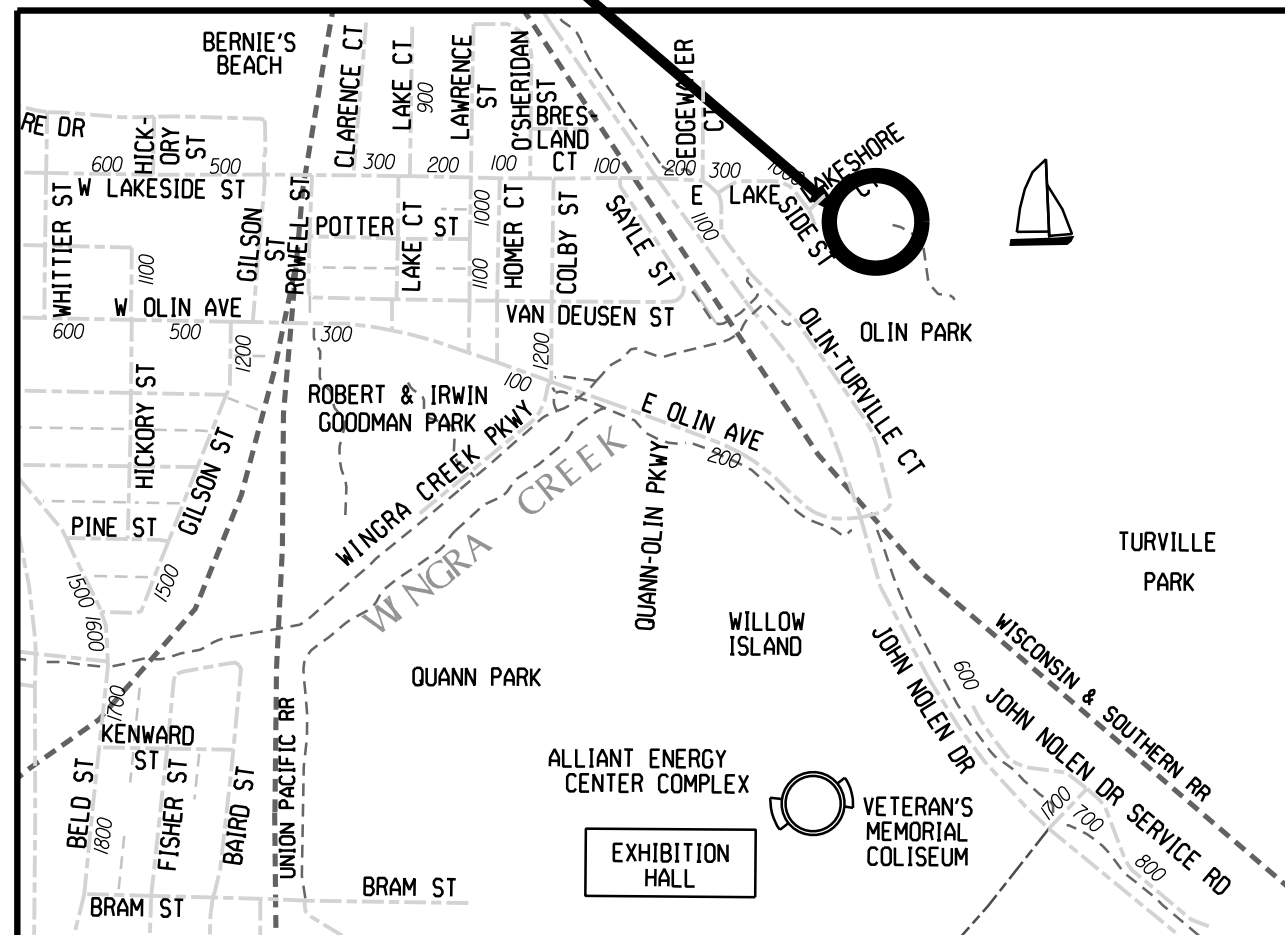 BERNIE'S
BEACH
CLARENCE CT
LAKE CT
900
LAWRENCE
ST
O'SHERIDAN
ST
BRES-
LAND
CT
EDGEWATER
CT
LAKESHORE
CT
RE DR
HICK-
ORY
ST
600
500
300
200
100
100
200
300
1000
W LAKESIDE ST
E LAKESIDE ST
WHITTIER ST
GILSON
ST
ROWELL ST
POTTER ST
LAKE CT
1000
1100
HOMER CT
COLBY ST
SAYLE ST
1100
1100
W OLIN AVE
600
500
300
1200
VAN DEUSEN ST
1200
100
OLIN-TURVILLE CT
OLIN PARK
HICKORY ST
ROBERT & IRWIN
GOODMAN PARK
E OLIN AVE
200
GILSON ST
WINGRA CREEK PKWY
WINGRA CREEK
QUANN-OLIN PKWY
PINE ST
1500
1600
1500
TURVILLE
PARK
WILLOW
ISLAND
QUANN PARK
JOHN NOLEN DR
600
WISCONSIN & SOUTHERN RR
JOHN NOLEN DR SERVICE RD
1700
700
800
1700
KENWARD
ST
BELD ST
1800
FISHER ST
BAIRD ST
UNION PACIFIC RR
ALLIANT ENERGY
CENTER COMPLEX
VETERAN'S
MEMORIAL
COLISEUM
EXHIBITION
HALL
BRAM ST
BRAM ST